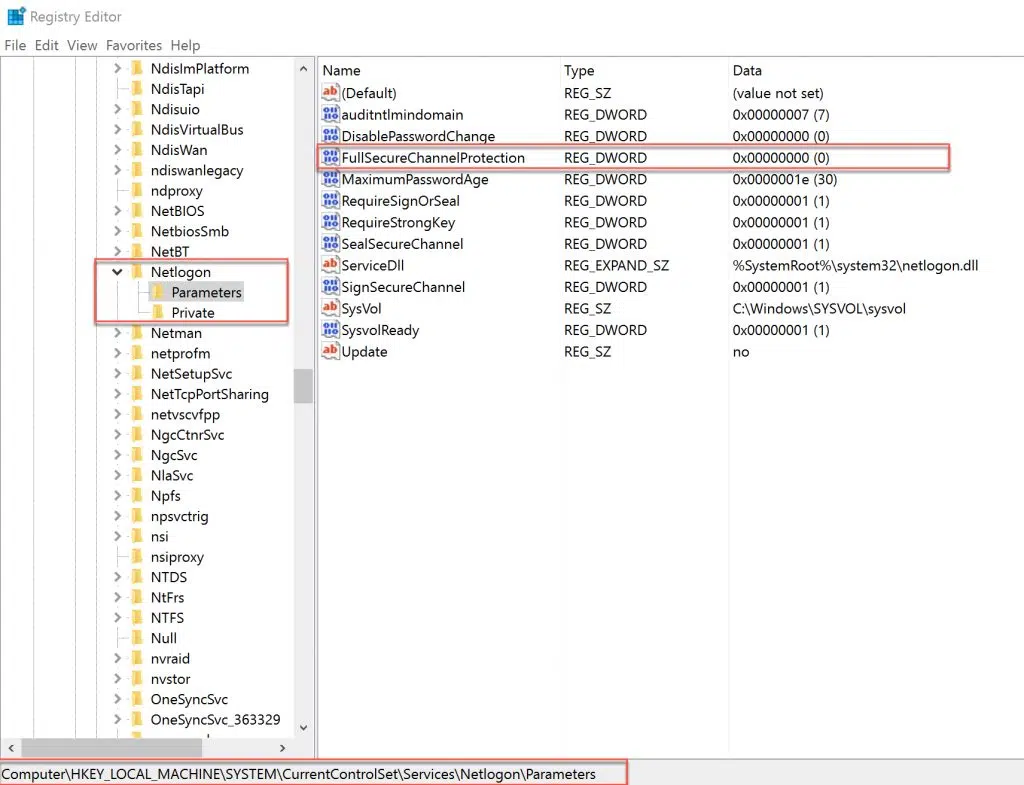 Registry Editor
File Edit View Favorites Help
NdisImPlatform
NdisTapi
Ndisuio
NdisVirtualBus
NdisWan
ndiswanlegacy
ndproxy
NetBIOS
NetbiosSmb
NetBT
Netlogon
Parameters
Private
Netman
netprofm
NetSetupSvc
NetTcpPortSharing
netvscvfpp
NgcCtnrSvc
NgcSvc
NlaSvc
Npfs
npsvctrig
nsi
nsiproxy
NTDS
NtFrs
NTFS
Null
nvraid
nvstor
OneSyncSvc
OneSyncSvc_363329
Name Type Data
(Default) REG_SZ (value not set)
auditntlmindomain REG_DWORD 0x00000007 (7)
DisablePasswordChange REG_DWORD 0x00000000 (0)
FullSecureChannelProtection REG_DWORD 0x00000000 (0)
MaximumPasswordAge REG_DWORD 0x0000001e (30)
RequireSignOrSeal REG_DWORD 0x00000001 (1)
RequireStrongKey REG_DWORD 0x00000001 (1)
SealSecureChannel REG_DWORD 0x00000001 (1)
ServiceDll REG_EXPAND_SZ %SystemRoot%\system32\netlogon.dll
SignSecureChannel REG_DWORD 0x00000001 (1)
SysVol REG_SZ C:\Windows\SYSVOL\sysvol
SysvolReady REG_DWORD 0x00000001 (1)
Update REG_SZ no
Computer\HKEY_LOCAL_MACHINE\SYSTEM\CurrentControlSet\Services\Netlogon\Parameters